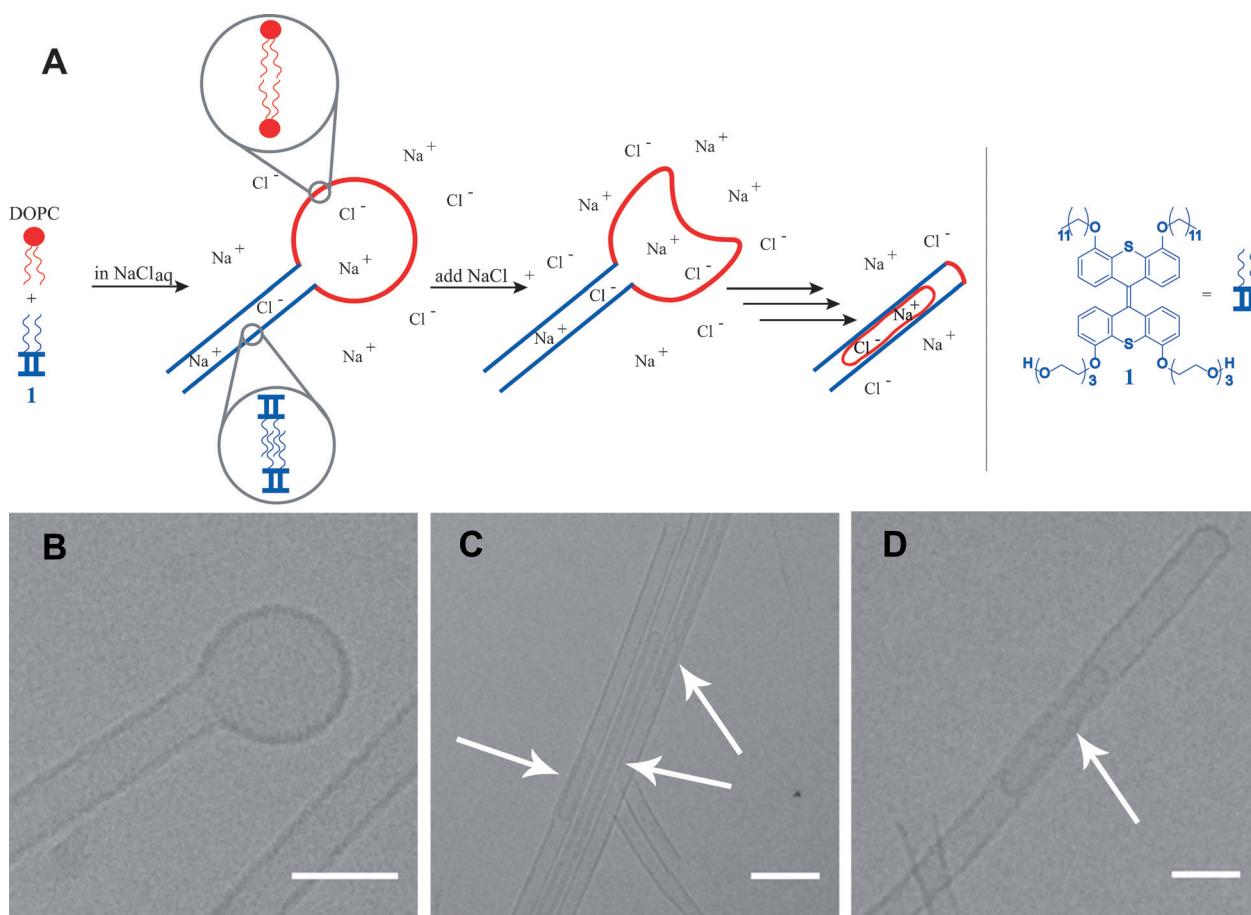 A
DOPC
+
1
in NaClaq
Cl -
Na +
Cl -
Cl -
Na +
Na +
Cl -
Na +
Cl -
Na +
add NaCl
+
Cl -
Na +
Na +
Na +
Cl -
Na +
Cl -
Cl -
Cl -
Na +
Cl -
Na +
Cl -
Na +
Na +
Cl -
Na +
Cl -
11 O O 11
S
=
S
H O 3 O 1 O 3 O H
B
C
D